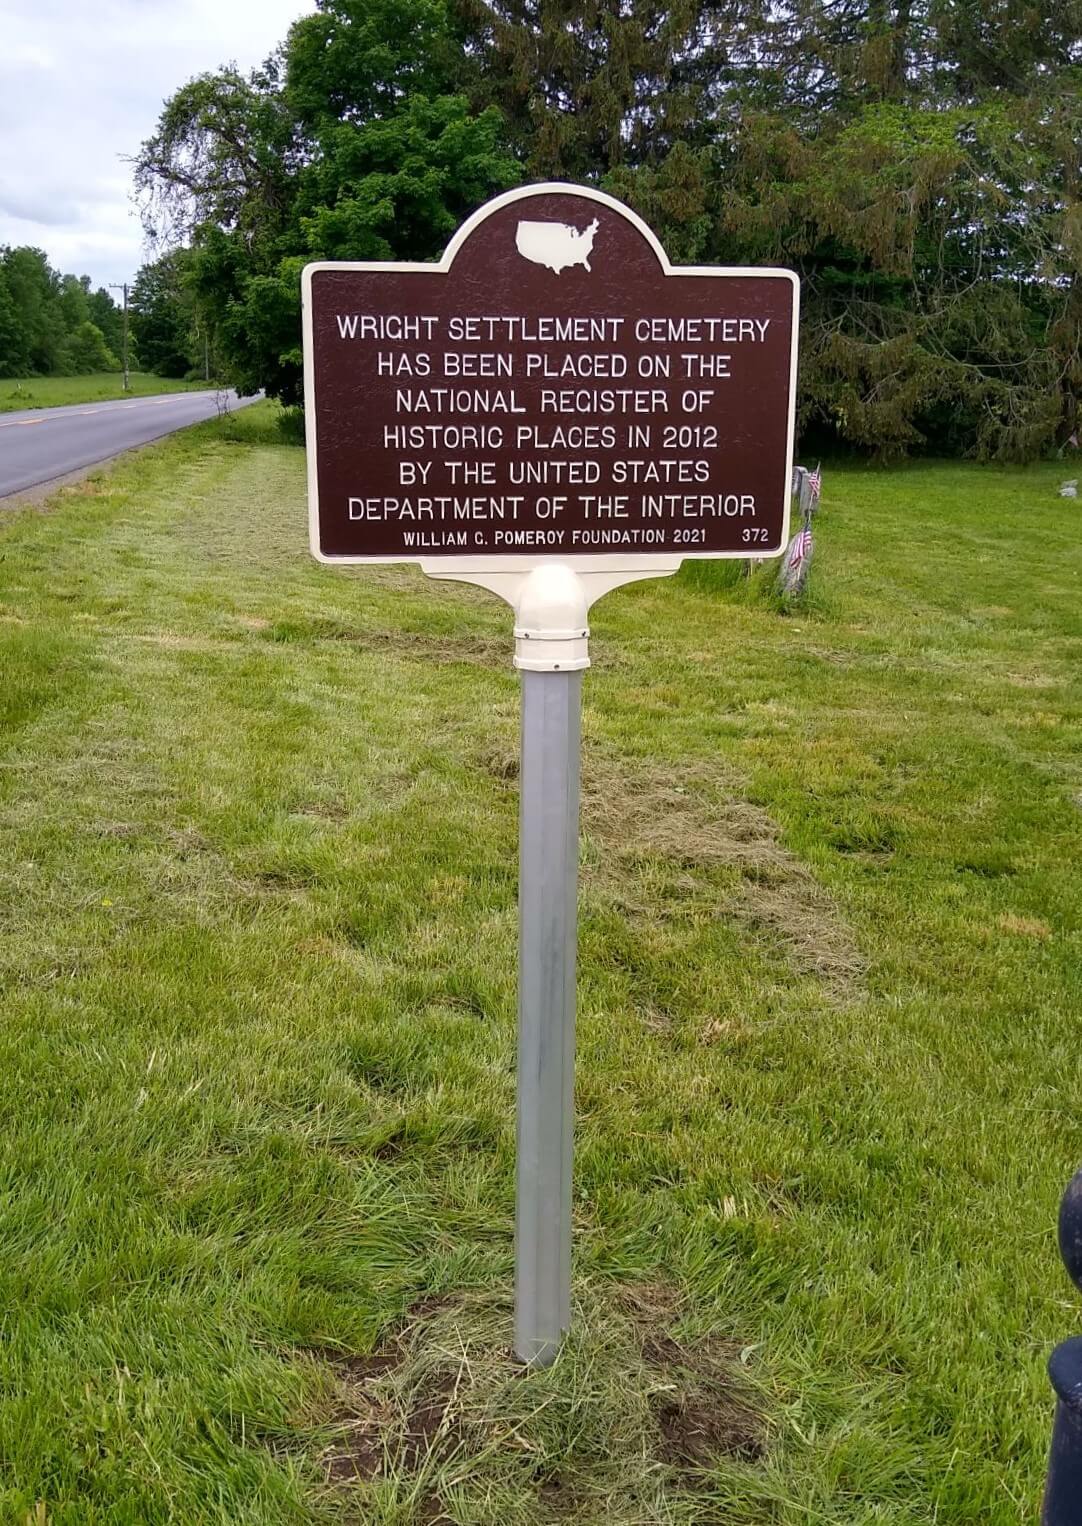 WRIGHT SETTLEMENT CEMETERY
HAS BEEN PLACED ON THE
NATIONAL REGISTER OF
HISTORIC PLACES IN 2012
BY THE UNITED STATES
DEPARTMENT OF THE INTERIOR
WILLIAM G. POMEROY FOUNDATION 2021 372